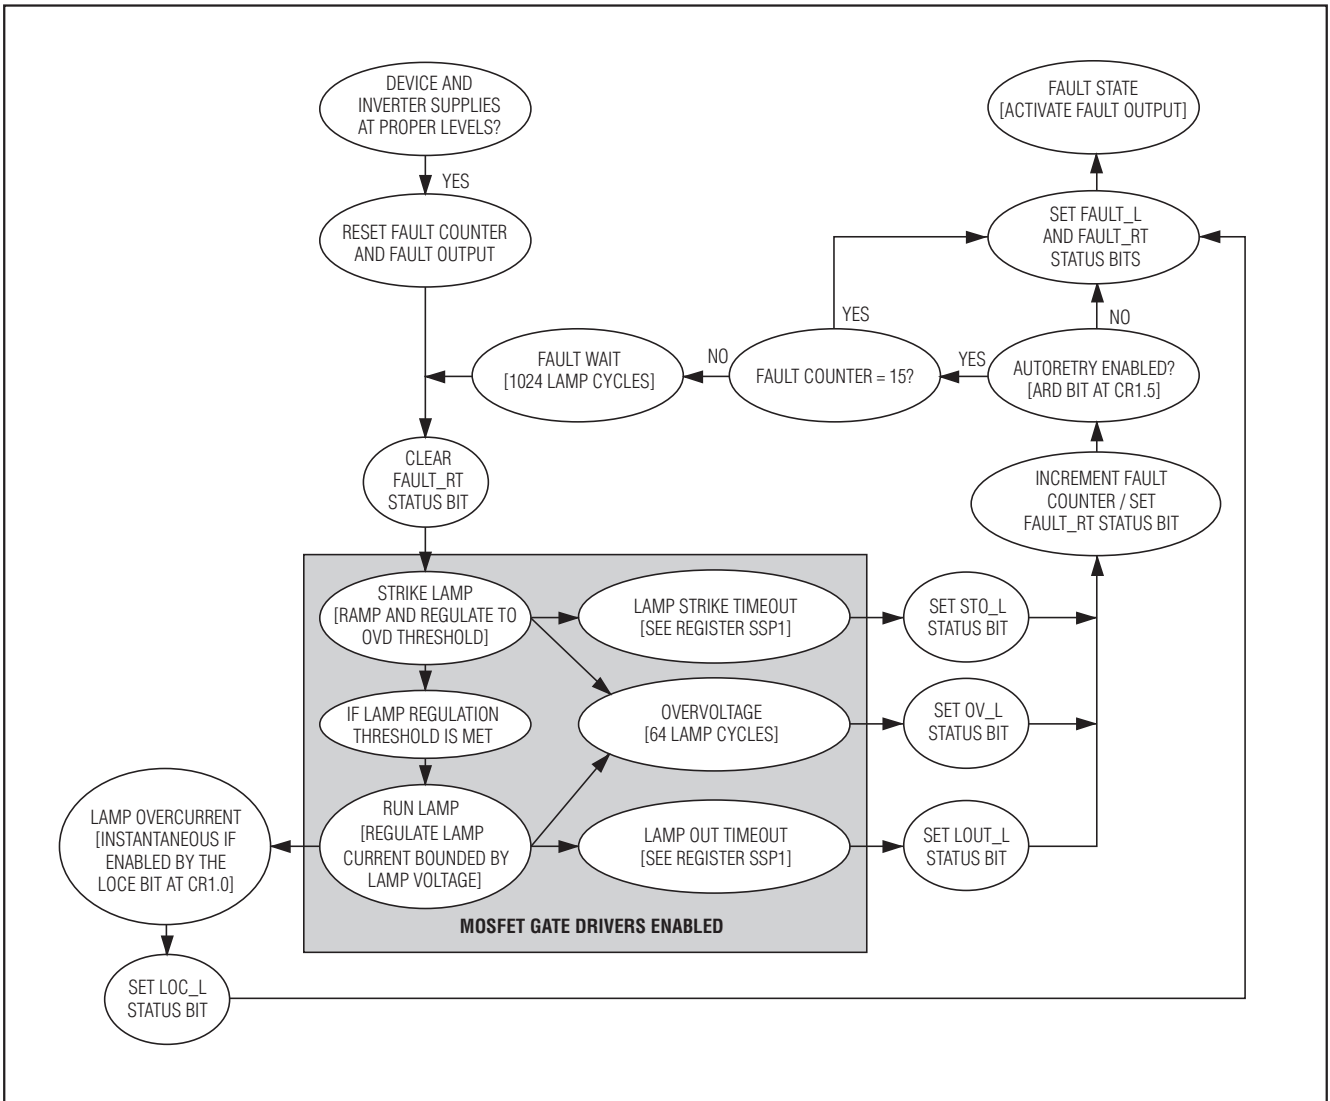 DEVICE AND
INVERTER SUPPLIES
AT PROPER LEVELS?
YES
RESET FAULT COUNTER
AND FAULT OUTPUT
FAULT STATE
[ACTIVATE FAULT OUTPUT]
SET FAULT_L
AND FAULT_RT
STATUS BITS
NO
YES
AUTORETRY ENABLED?
[ARD BIT AT CR1.5]
YES
FAULT COUNTER = 15?
NO
FAULT WAIT
[1024 LAMP CYCLES]
CLEAR
FAULT_RT
STATUS BIT
INCREMENT FAULT
COUNTER / SET
FAULT_RT STATUS BIT
STRIKE LAMP
[RAMP AND REGULATE TO
OVD THRESHOLD]
LAMP STRIKE TIMEOUT
[SEE REGISTER SSP1]
SET STO_L
STATUS BIT
IF LAMP REGULATION
THRESHOLD IS MET
OVERVOLTAGE
[64 LAMP CYCLES]
SET OV_L
STATUS BIT
RUN LAMP
[REGULATE LAMP
CURRENT BOUNDED BY
LAMP VOLTAGE]
LAMP OUT TIMEOUT
[SEE REGISTER SSP1]
SET LOUT_L
STATUS BIT
LAMP OVERCURRENT
[INSTANTANEOUS IF
ENABLED BY THE
LOCE BIT AT CR1.0]
MOSFET GATE DRIVERS ENABLED
SET LOC_L
STATUS BIT